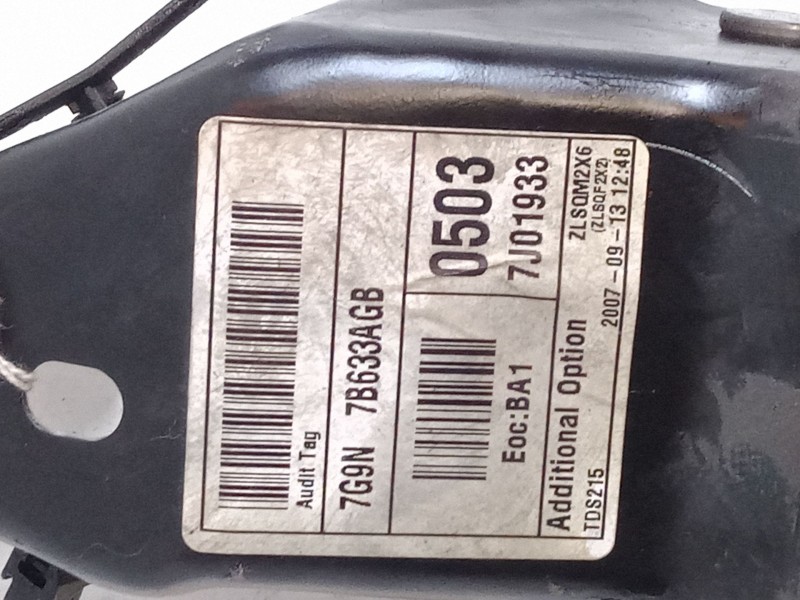 Audit Tag
7G9N 7B633AGB
0503
7J01933
Eoc:BA1
Additional Option
ZLSQM2X6
(ZLSQF2X2)
TDS215
2007-09-13 12:48